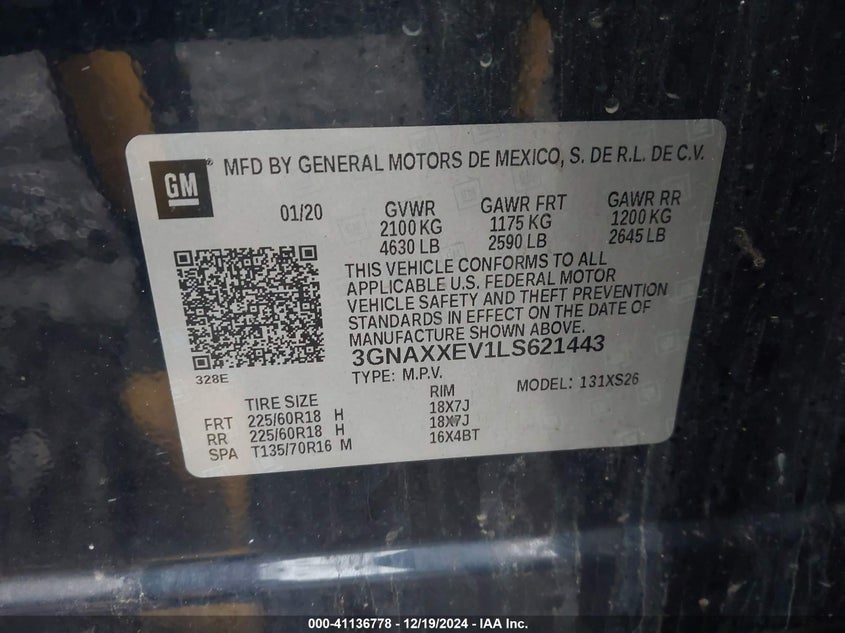 GM
® MFD BY GENERAL MOTORS DE MEXICO, S. DE R.L. DE C.V.
01/20
GVWR GAWR FRT GAWR RR
2100 KG 1175 KG 1200 KG
4630 LB 2590 LB 2645 LB
THIS VEHICLE CONFORMS TO ALL
APPLICABLE U.S. FEDERAL MOTOR
VEHICLE SAFETY AND THEFT PREVENTION
STANDARDS IN EFFECT ON THE DATE OF
MANUFACTURE SHOWN ABOVE.
3GNAXXEV1LS621443
328E
TYPE: M.P.V. MODEL: 131XS26
TIRE SIZE RIM
FRT 225/60R18 H 18X7J
RR 225/60R18 H 18X7J
SPA T135/70R16 M 16X4BT
000-41136778 - 12/19/2024 - IAA Inc.